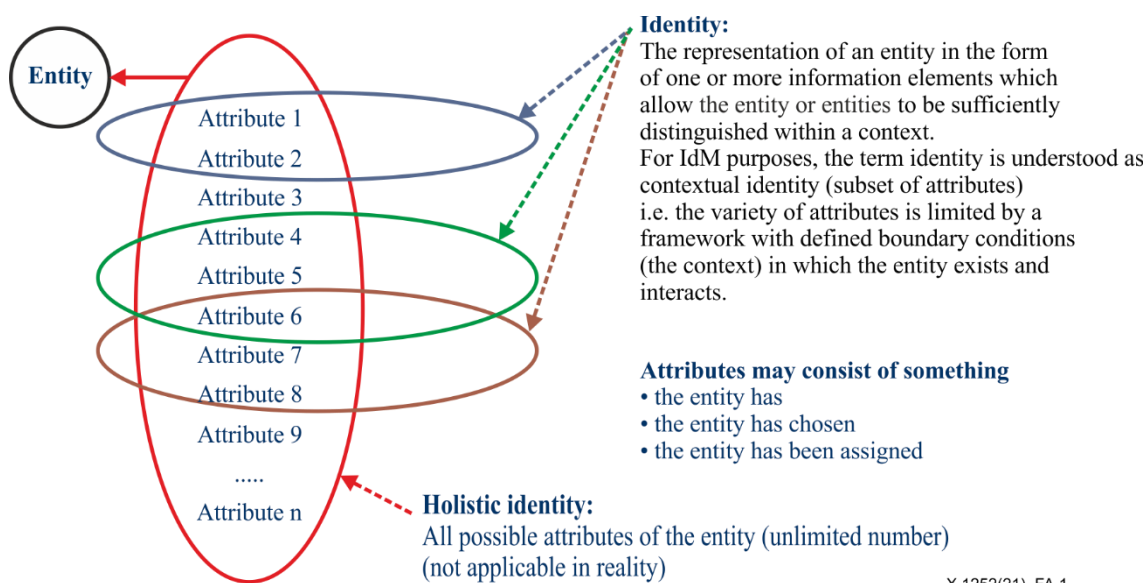 Entity
Attribute 1
Attribute 2
Attribute 3
Attribute 4
Attribute 5
Attribute 6
Attribute 7
Attribute 8
Attribute 9
.....
Attribute n
Identity:
The representation of an entity in the form
of one or more information elements which
allow the entity or entities to be sufficiently
distinguished within a context.
For IdM purposes, the term identity is understood as
contextual identity (subset of attributes)
i.e. the variety of attributes is limited by a
framework with defined boundary conditions
(the context) in which the entity exists and
interacts.
Attributes may consist of something
• the entity has
• the entity has chosen
• the entity has been assigned
Holistic identity:
All possible attributes of the entity (unlimited number)
(not applicable in reality)